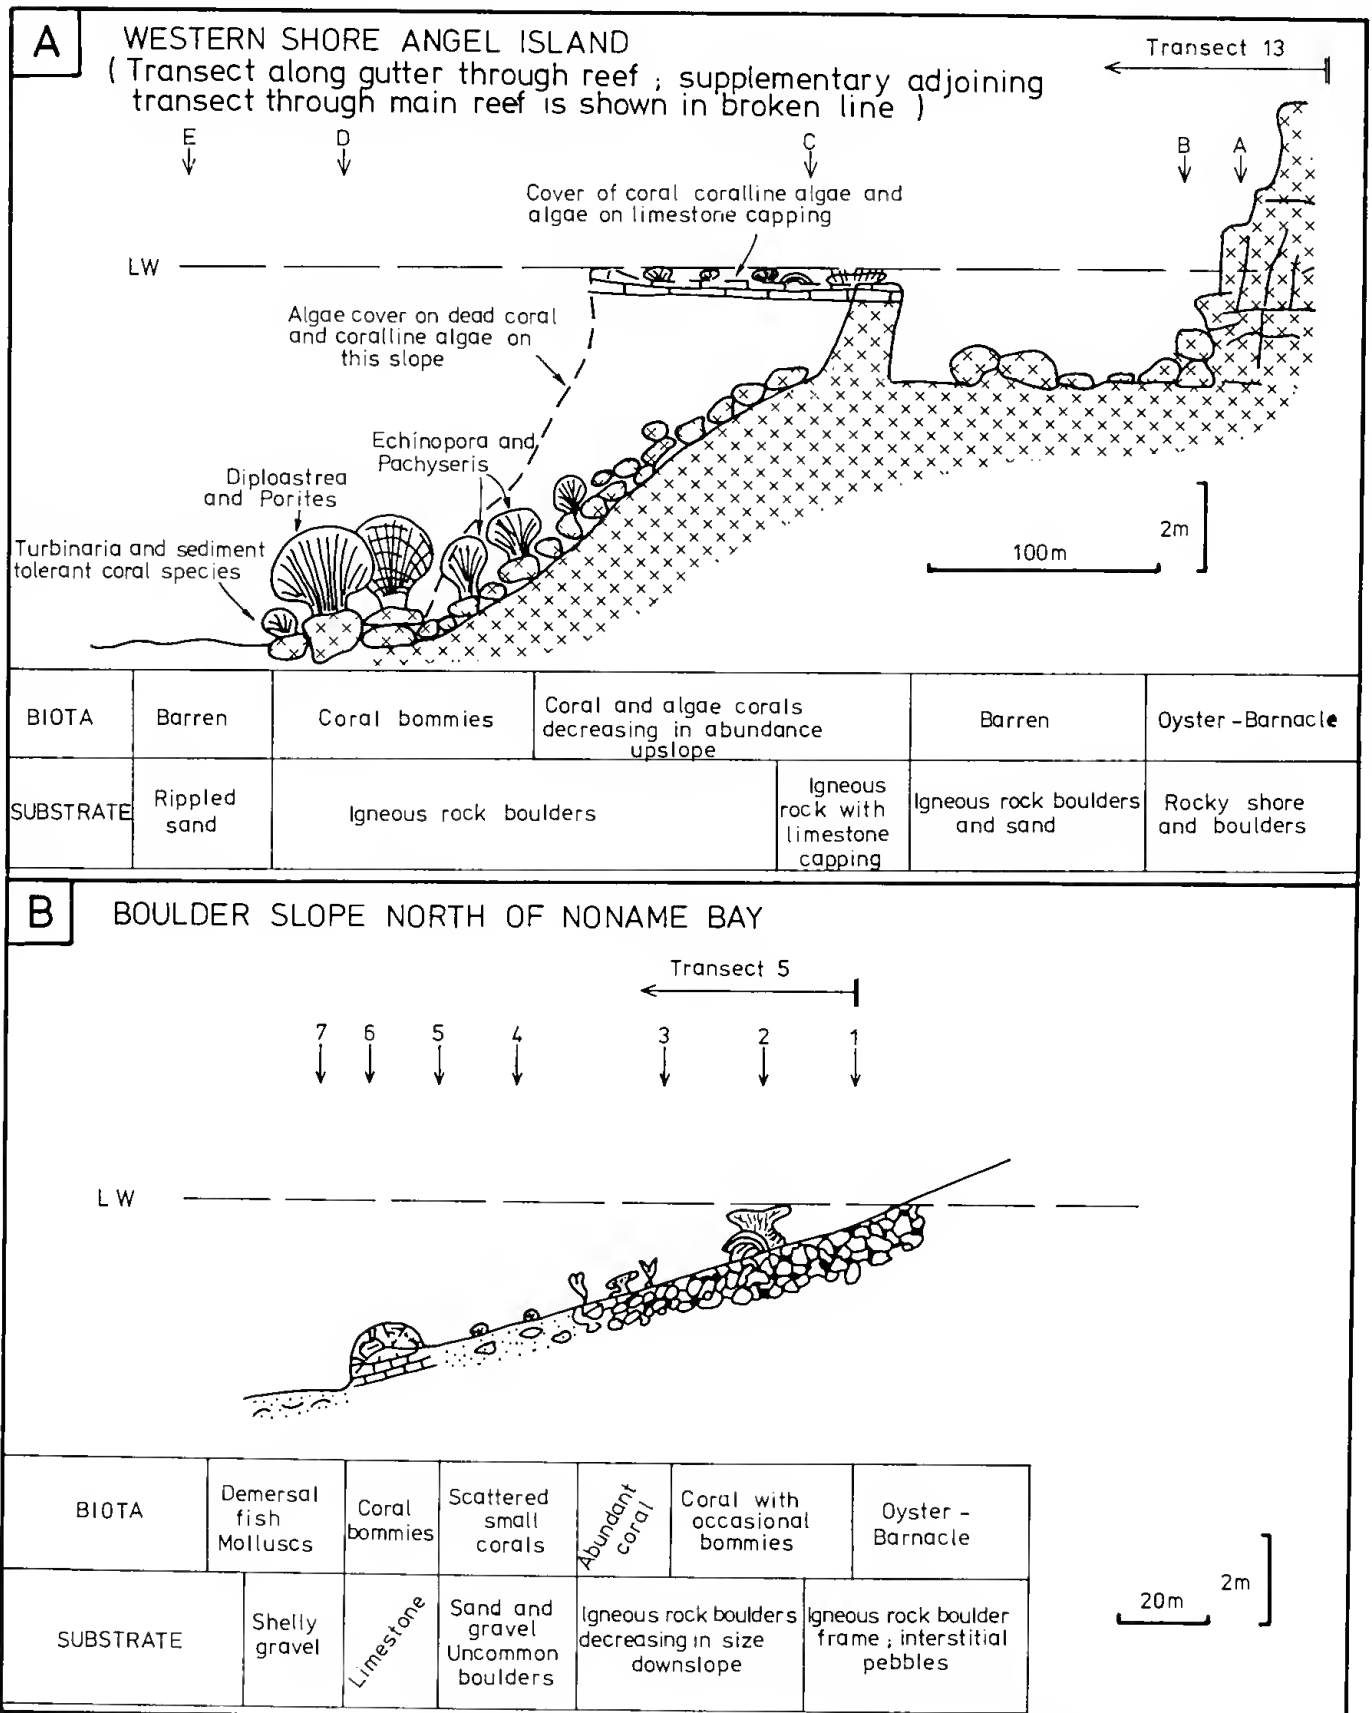 A
WESTERN SHORE ANGEL ISLAND
( Transect along gutter through reef ; supplementary adjoining
transect through main reef is shown in broken line )
Transect 13
E
D
C
B
A
Cover of coral coralline algae and
algae on limestone capping
LW
Algae cover on dead coral
and coralline algae on
this slope
Echinopora and
Pachyseris
Diploastrea
and Porites
Turbinaria and sediment
tolerant coral species
2m
100m
BIOTA
Barren
Coral bommies
Coral and algae corals
decreasing in abundance
upslope
Barren
Oyster-Barnacle
SUBSTRATE
Rippled
sand
Igneous rock boulders
Igneous
rock with
limestone
capping
Igneous rock boulders
and sand
Rocky shore
and boulders
B
BOULDER SLOPE NORTH OF NONAME BAY
Transect 5
7
6
5
4
3
2
1
LW
BIOTA
Demersal
fish
Molluscs
Coral
bommies
Scattered
small
corals
Abundant
coral
Coral with
occasional
bommies
Oyster -
Barnacle
SUBSTRATE
Shelly
gravel
Limestone
Sand and
gravel
Uncommon
boulders
Igneous rock boulders
decreasing in size
downslope
Igneous rock boulder
frame ; interstitial
pebbles
20m
2m